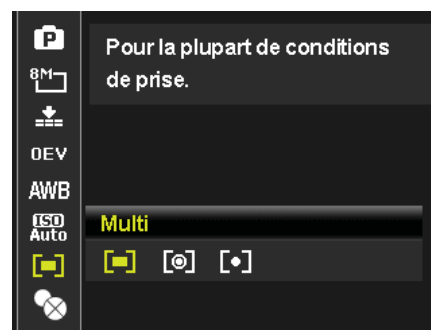 P
Pour la plupart de conditions
de prise.
8M
0EV
AWB
ISO
Auto
Multi